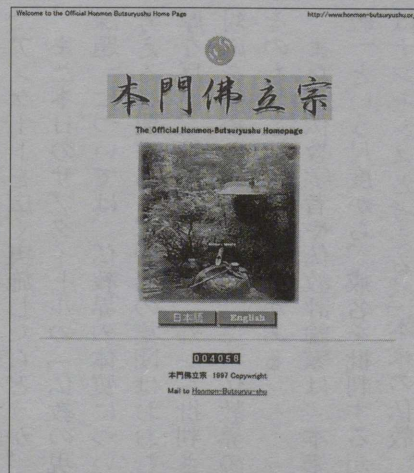 Welcome to the Official Honmon Butsuryushu Home Page
http://www.honmon-butsuryushu.or
本門佛立宗
The Official Honmon-Butsuryushu Homepage
日本語 English
004058
本門佛立宗 1997 Copywright
Mail to Honmon-Butsuryu-shu